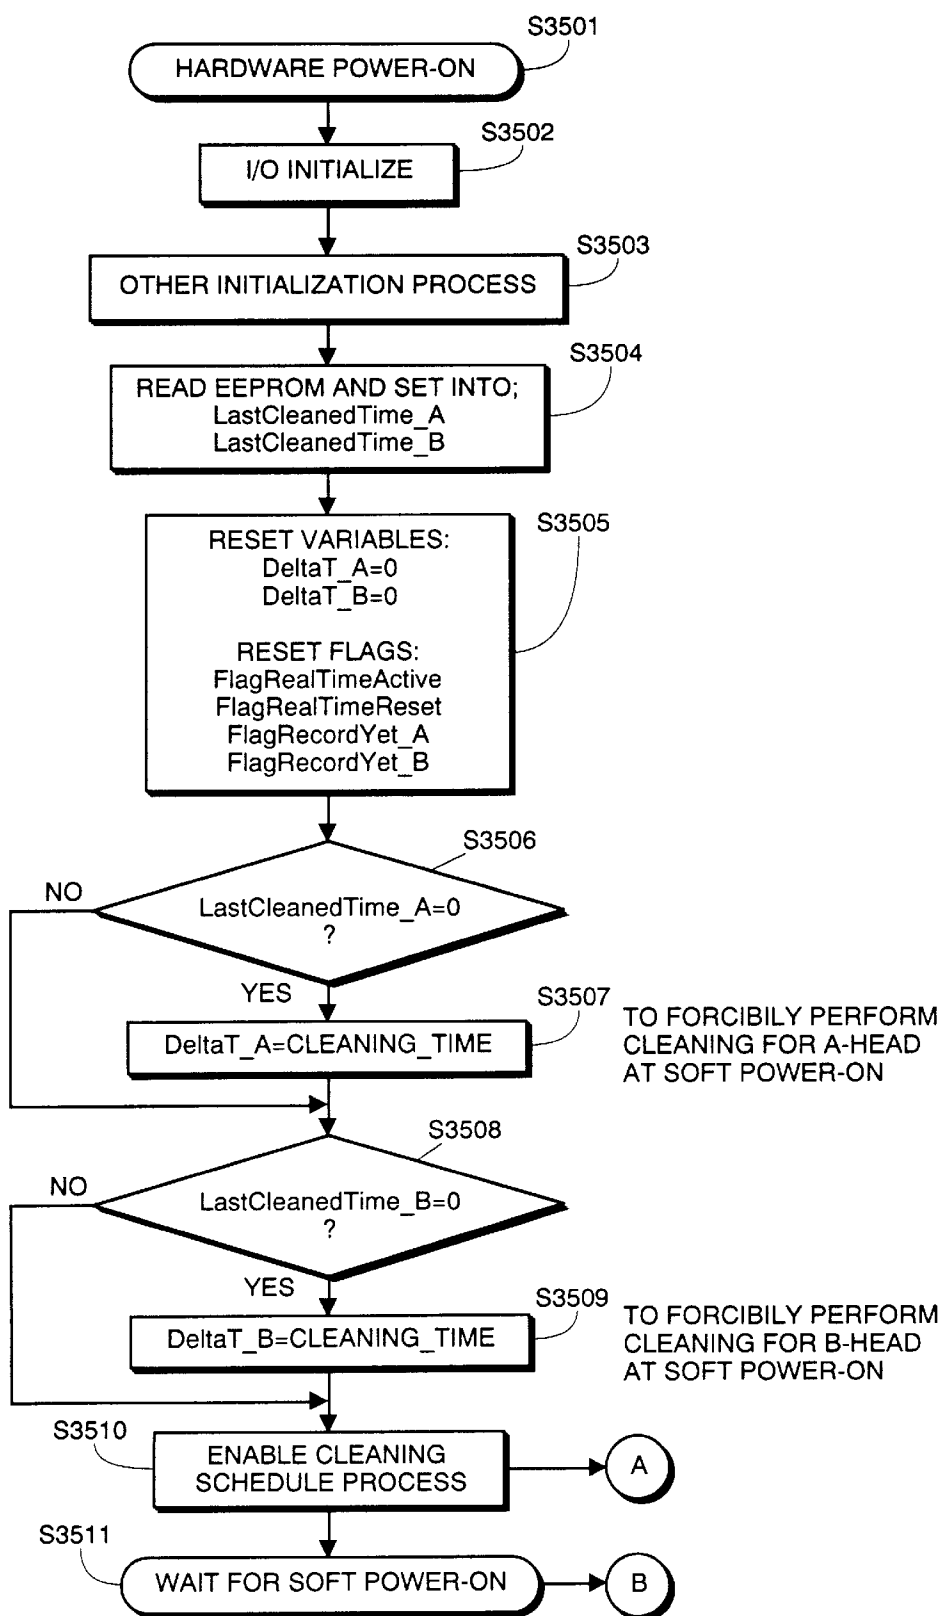 S3501
HARDWARE POWER-ON
S3502
I/O INITIALIZE
S3503
OTHER INITIALIZATION PROCESS
S3504
READ EEPROM AND SET INTO;
LastCleanedTime_A
LastCleanedTime_B
S3505
RESET VARIABLES:
DeltaT_A=0
DeltaT_B=0
RESET FLAGS:
FlagRealTimeActive
FlagRealTimeReset
FlagRecordYet_A
FlagRecordYet_B
S3506
NO
LastCleanedTime_A=0
?
YES
S3507
DeltaT_A=CLEANING_TIME
TO FORCIBILY PERFORM
CLEANING FOR A-HEAD
AT SOFT POWER-ON
S3508
NO
LastCleanedTime_B=0
?
YES
S3509
DeltaT_B=CLEANING_TIME
TO FORCIBILY PERFORM
CLEANING FOR B-HEAD
AT SOFT POWER-ON
S3510
ENABLE CLEANING
SCHEDULE PROCESS
A
S3511
WAIT FOR SOFT POWER-ON
B